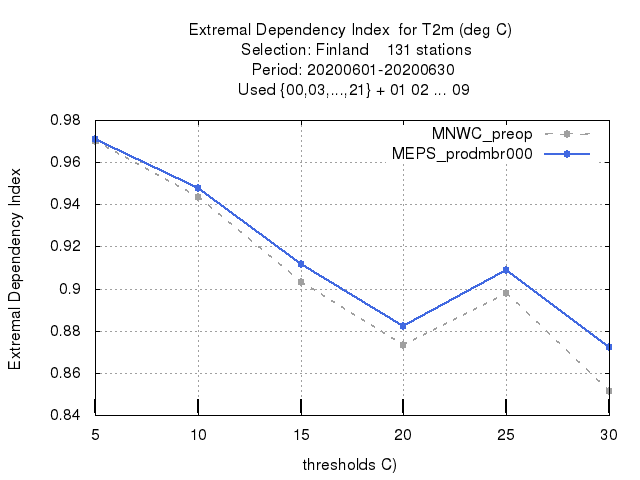 Extremal Dependency Index  for T2m (deg C)
Selection: Finland    131 stations
Period: 20200601-20200630
Used {00,03,...,21} + 01 02 ... 09
MNWC_preop
MEPS_prodmbr000
Extremal Dependency Index
0.98
0.96
0.94
0.92
0.9
0.88
0.86
0.84
5 10 15 20 25 30
thresholds C)